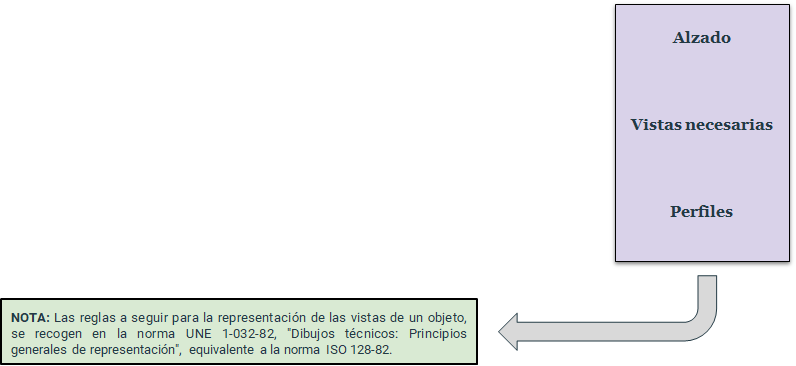 Alzado
Vistas necesarias
Perfiles
NOTA: Las reglas a seguir para la representación de las vistas de un objeto,
se recogen en la norma UNE 1-032-82, "Dibujos técnicos: Principios
generales de representación", equivalente a la norma ISO 128-82.